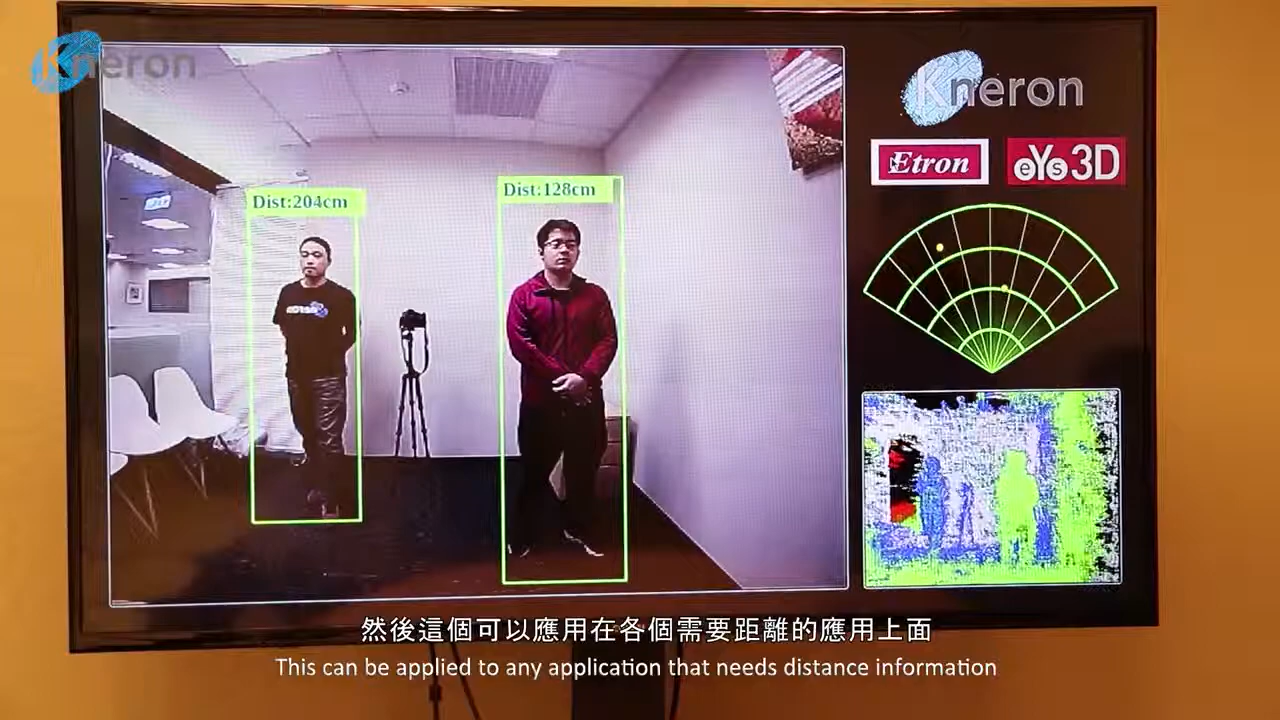 Kneron
Kneron
Etron
eYs3D
Dist:204cm
Dist:128cm
然後這個可以應用在各個需要距離的應用上面
This can be applied to any application that needs distance information